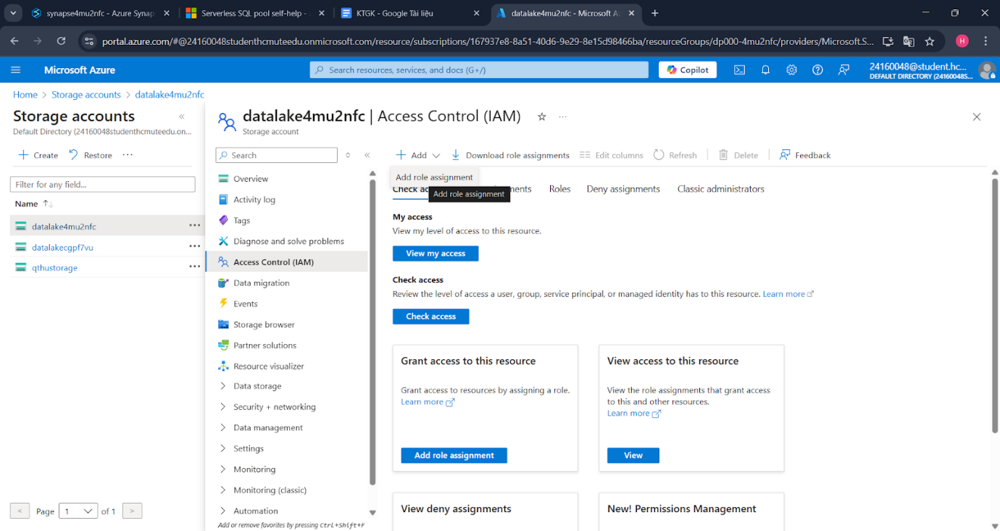 synapse4mu2nfc - Azure Synap
Serverless SQL pool self-help -
KTGK - Google Tài liệu
datalake4mu2nfc - Microsoft A
portal.azure.com/#@24160048studenthcmuteedu.onmicrosoft.com/resource/subscriptions/167937e8-8a51-40d6-9e29-8e15d98466ba/resourceGroups/dp000-4mu2nfc/providers/Microsoft.S...
H
Microsoft Azure
Search resources, services, and docs (G+/)
Copilot
24160048@student.hc...
DEFAULT DIRECTORY (24160048S...
Home > Storage accounts > datalake4mu2nfc
Storage accounts
Default Directory (24160048studenthcmuteedu.on...
Create
Restore
...
Filter for any field...
Name
datalake4mu2nfc
datalakecgpf7vu
qthustorage
Page 1 of 1
datalake4mu2nfc | Access Control (IAM)
Storage account
Search
Overview
Activity log
Tags
Diagnose and solve problems
Access Control (IAM)
Data migration
Events
Storage browser
Partner solutions
Resource visualizer
Data storage
Security + networking
Data management
Settings
Monitoring
Monitoring (classic)
Automation
Add or remove favorites by pressing Ctrl+Shift+F
Add
Download role assignments
Edit columns
Refresh
Delete
Feedback
Add role assignment
Add role assignment
Roles
Deny assignments
Classic administrators
My access
View my level of access to this resource.
View my access
Check access
Review the level of access a user, group, service principal, or managed identity has to this resource. Learn more
Check access
Grant access to this resource
Grant access to resources by assigning a role.
Learn more
Add role assignment
View access to this resource
View the role assignments that grant access
to this and other resources.
Learn more
View
View deny assignments
New! Permissions Management